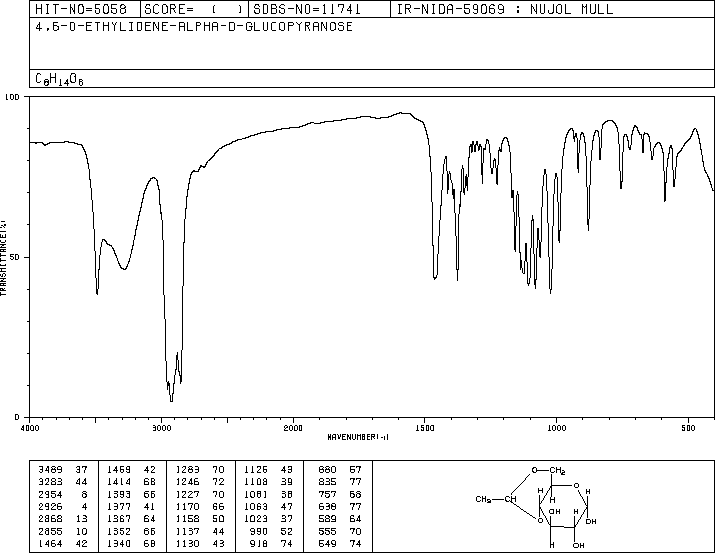 HIT-NO=5058 SCORE= ( ) SDBS-NO=11741 IR-NIDA-59069 : NUJOL MULL
4,6-O-ETHYLIDENE-ALPHA-D-GLUCOPYRANOSE
C8H14O6
100
50
0
TRANSMITTANCE(%)
4000 3000 2000 1500 1000 500
WAVENUMBER(-1)
3489 37 1459 42 1283 70 1126 43 880 57
3283 44 1414 68 1246 72 1109 39 835 77
2954 8 1393 66 1227 70 1081 38 757 68
2926 4 1377 41 1170 66 1063 47 638 77
2868 13 1367 64 1158 50 1023 37 589 64
2855 10 1352 66 1137 44 990 52 555 70
1464 42 1340 68 1130 43 918 74 549 74
O CH2
H O H
CH3 CH H
O OH H
H OH
H OH